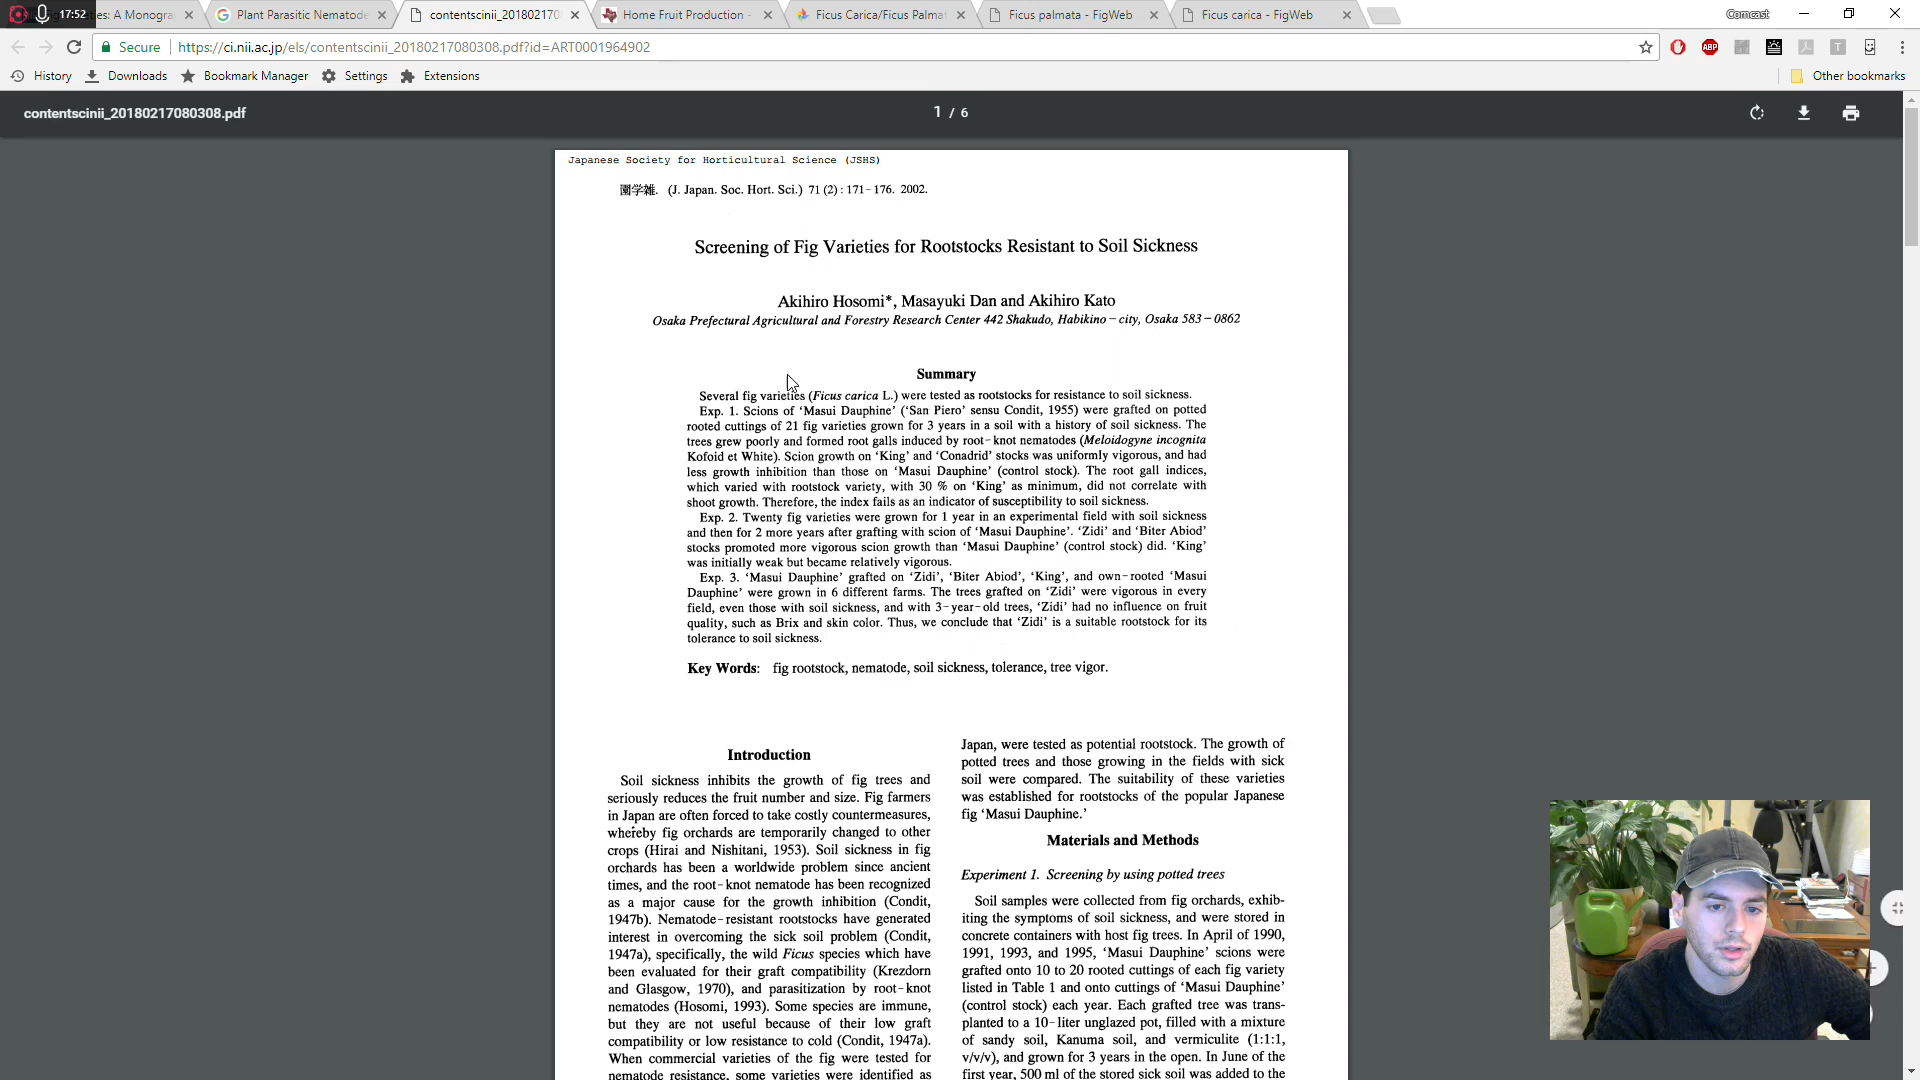 17:52
ties: A Monogra
Plant Parasitic Nematode
contentscinii_201802170
Home Fruit Production -
Ficus Carica/Ficus Palma
Ficus palmata - FigWeb
Ficus carica - FigWeb
Comcast
Secure
https://ci.nii.ac.jp/els/contentscinii_20180217080308.pdf?id=ART0001964902
ABP
History
Downloads
Bookmark Manager
Settings
Extensions
Other bookmarks
contentscinii_20180217080308.pdf
1 / 6
Japanese Society for Horticultural Science (JSHS)
園学雑. (J. Japan. Soc. Hort. Sci.) 71 (2) : 171-176. 2002.
Screening of Fig Varieties for Rootstocks Resistant to Soil Sickness
Akihiro Hosomi*, Masayuki Dan and Akihiro Kato
Osaka Prefectural Agricultural and Forestry Research Center 442 Shakudo, Habikino-city, Osaka 583-0862
Summary
Several fig varieties (Ficus carica L.) were tested as rootstocks for resistance to soil sickness.
Exp. 1. Scions of ‘Masui Dauphine’ (‘San Piero’ sensu Condit, 1955) were grafted on potted
rooted cuttings of 21 fig varieties grown for 3 years in a soil with a history of soil sickness. The
trees grew poorly and formed root galls induced by root-knot nematodes (Meloidogyne incognita
Kofoid et White). Scion growth on ‘King’ and ‘Conadrid’ stocks was uniformly vigorous, and had
less growth inhibition than those on ‘Masui Dauphine’ (control stock). The root gall indices,
which varied with rootstock variety, with 30 % on ‘King’ as minimum, did not correlate with
shoot growth. Therefore, the index fails as an indicator of susceptibility to soil sickness.
Exp. 2. Twenty fig varieties were grown for 1 year in an experimental field with soil sickness
and then for 2 more years after grafting with scion of ‘Masui Dauphine’. ‘Zidi’ and ‘Biter Abiod’
stocks promoted more vigorous scion growth than ‘Masui Dauphine’ (control stock) did. ‘King’
was initially weak but became relatively vigorous.
Exp. 3. ‘Masui Dauphine’ grafted on ‘Zidi’, ‘Biter Abiod’, ‘King’, and own-rooted ‘Masui
Dauphine’ were grown in 6 different farms. The trees grafted on ‘Zidi’ were vigorous in every
field, even those with soil sickness, and with 3-year-old trees, ‘Zidi’ had no influence on fruit
quality, such as Brix and skin color. Thus, we conclude that ‘Zidi’ is a suitable rootstock for its
tolerance to soil sickness.
Key Words: fig rootstock, nematode, soil sickness, tolerance, tree vigor.
Introduction
Soil sickness inhibits the growth of fig trees and
seriously reduces the fruit number and size. Fig farmers
in Japan are often forced to take costly countermeasures,
whereby fig orchards are temporarily changed to other
crops (Hirai and Nishitani, 1953). Soil sickness in fig
orchards has been a worldwide problem since ancient
times, and the root-knot nematode has been recognized
as a major cause for the growth inhibition (Condit,
1947b). Nematode-resistant rootstocks have generated
interest in overcoming the sick soil problem (Condit,
1947a), specifically, the wild Ficus species which have
been evaluated for their graft compatibility (Krezdorn
and Glasgow, 1970), and parasitization by root-knot
nematodes (Hosomi, 1993). Some species are immune,
but they are not useful because of their low graft
compatibility or low resistance to cold (Condit, 1947a).
When commercial varieties of the fig were tested for
nematode resistance, some varieties were identified as
Japan, were tested as potential rootstock. The growth of
potted trees and those growing in the fields with sick
soil were compared. The suitability of these varieties
was established for rootstocks of the popular Japanese
fig ‘Masui Dauphine.’
Materials and Methods
Experiment 1. Screening by using potted trees
Soil samples were collected from fig orchards, exhib-
iting the symptoms of soil sickness, and were stored in
concrete containers with host fig trees. In April of 1990,
1991, 1993, and 1995, ‘Masui Dauphine’ scions were
grafted onto 10 to 20 rooted cuttings of each fig variety
listed in Table 1 and onto cuttings of ‘Masui Dauphine’
(control stock) each year. Each grafted tree was trans-
planted to a 10-liter unglazed pot, filled with a mixture
of sandy soil, Kanuma soil, and vermiculite (1:1:1,
v/v/v), and grown for 3 years in the open. In June of the
first year, 500 ml of the stored sick soil was added to the